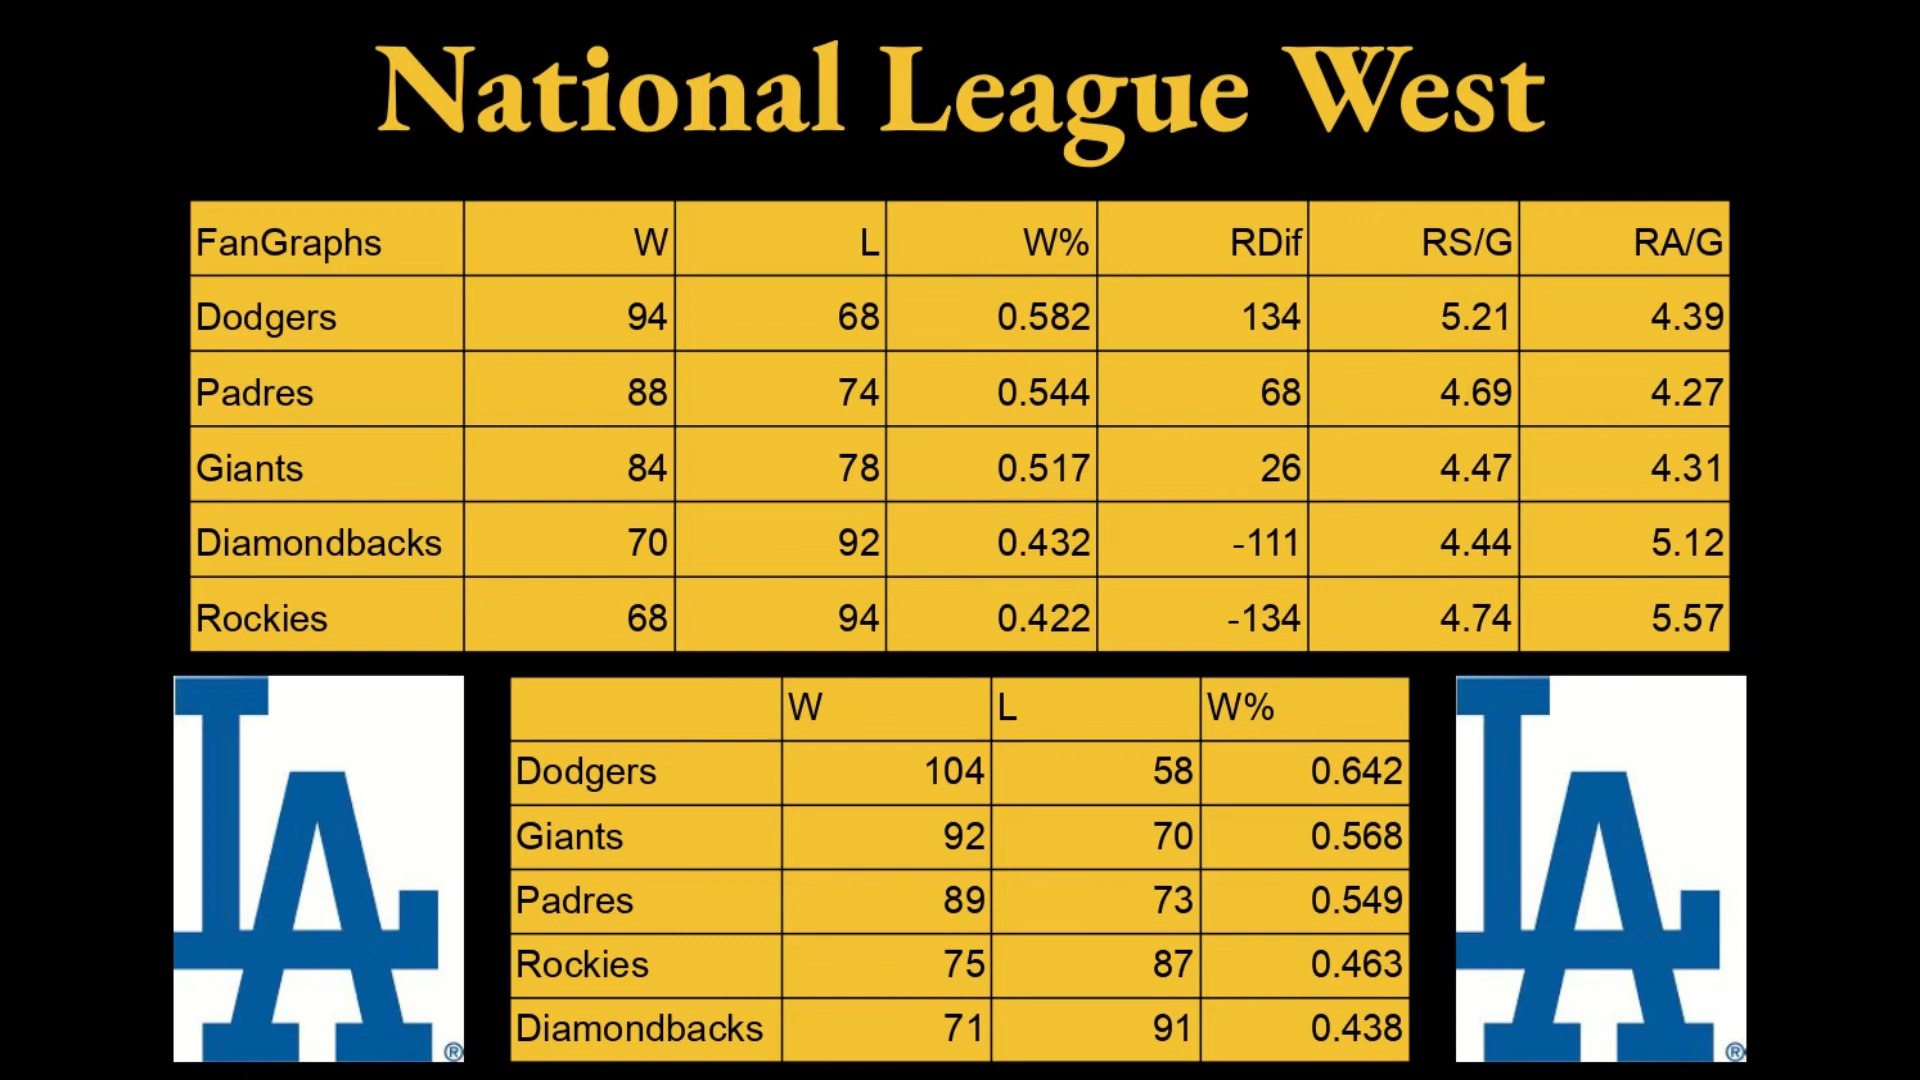 National League West
FanGraphs W L W% RDif RS/G RA/G
Dodgers 94 68 0.582 134 5.21 4.39
Padres 88 74 0.544 68 4.69 4.27
Giants 84 78 0.517 26 4.47 4.31
Diamondbacks 70 92 0.432 -111 4.44 5.12
Rockies 68 94 0.422 -134 4.74 5.57
W L W%
Dodgers 104 58 0.642
Giants 92 70 0.568
Padres 89 73 0.549
Rockies 75 87 0.463
Diamondbacks 71 91 0.438
LA ®
LA ®